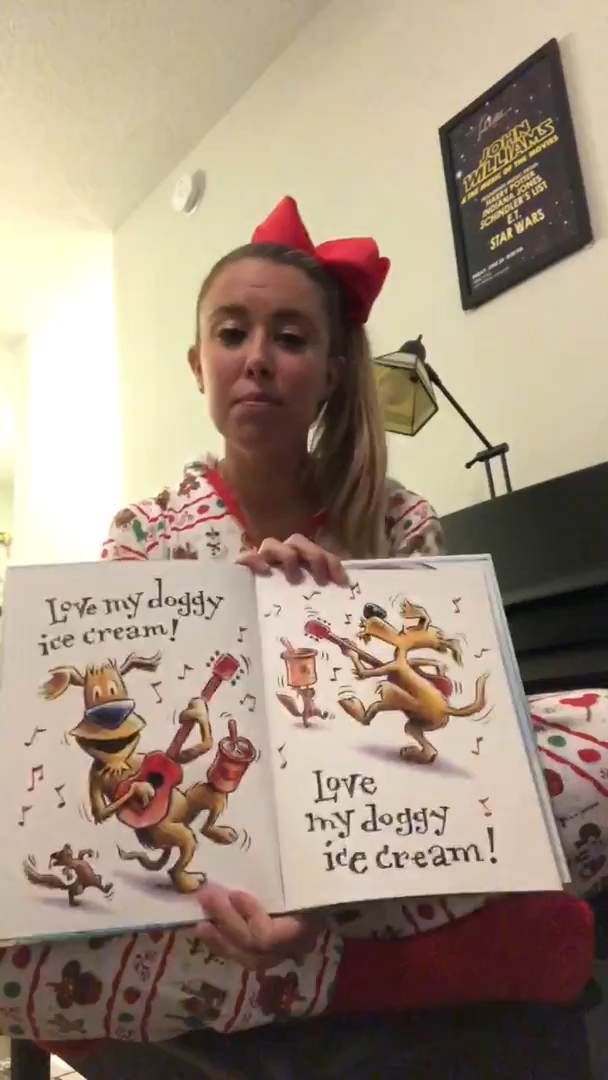 JOHN
WILLIAMS
& THE MUSIC OF THE MOVIES
HARRY POTTER
INDIANA JONES
SCHINDLER'S LIST
E.T.
STAR WARS
Love my doggy
ice cream!
Love
my doggy
ice cream!